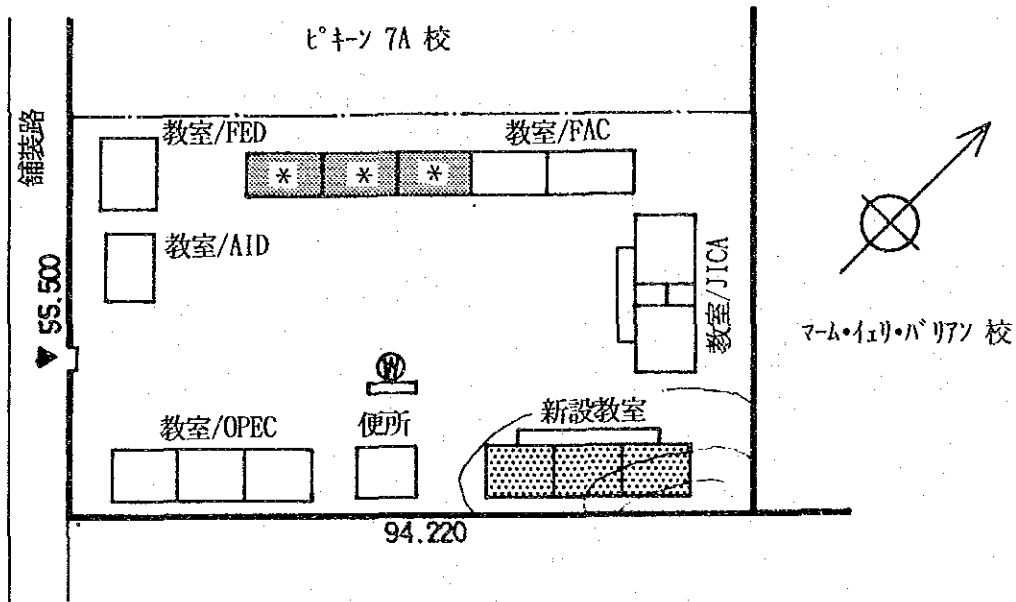 ピキーン 7A 校
舗装路
教室/FED
教室/FAC
* * *
教室/AID
教室/JICA
55.500
マーム・イェリ・バリアン 校
W
教室/OPEC
便所
新設教室
94.220